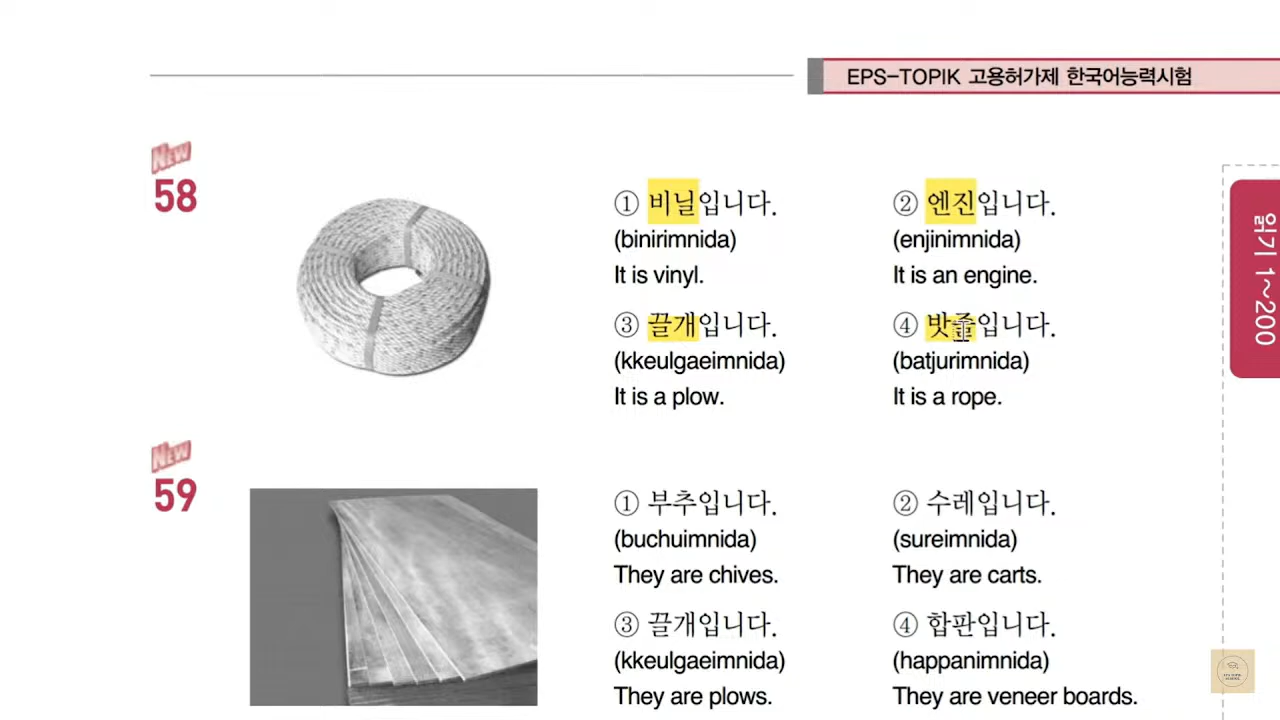 EPS-TOPIK 고용허가제 한국어능력시험
NEW
58
① 비닐입니다.
(binirimnida)
It is vinyl.
② 엔진입니다.
(enjinimnida)
It is an engine.
③ 끌개입니다.
(kkeulgaeimnida)
It is a plow.
④ 밧줄입니다.
(batjurimnida)
It is a rope.
읽기 1~200
NEW
59
① 부추입니다.
(buchuimnida)
They are chives.
② 수레입니다.
(sureimnida)
They are carts.
③ 끌개입니다.
(kkeulgaeimnida)
They are plows.
④ 합판입니다.
(happanimnida)
They are veneer boards.